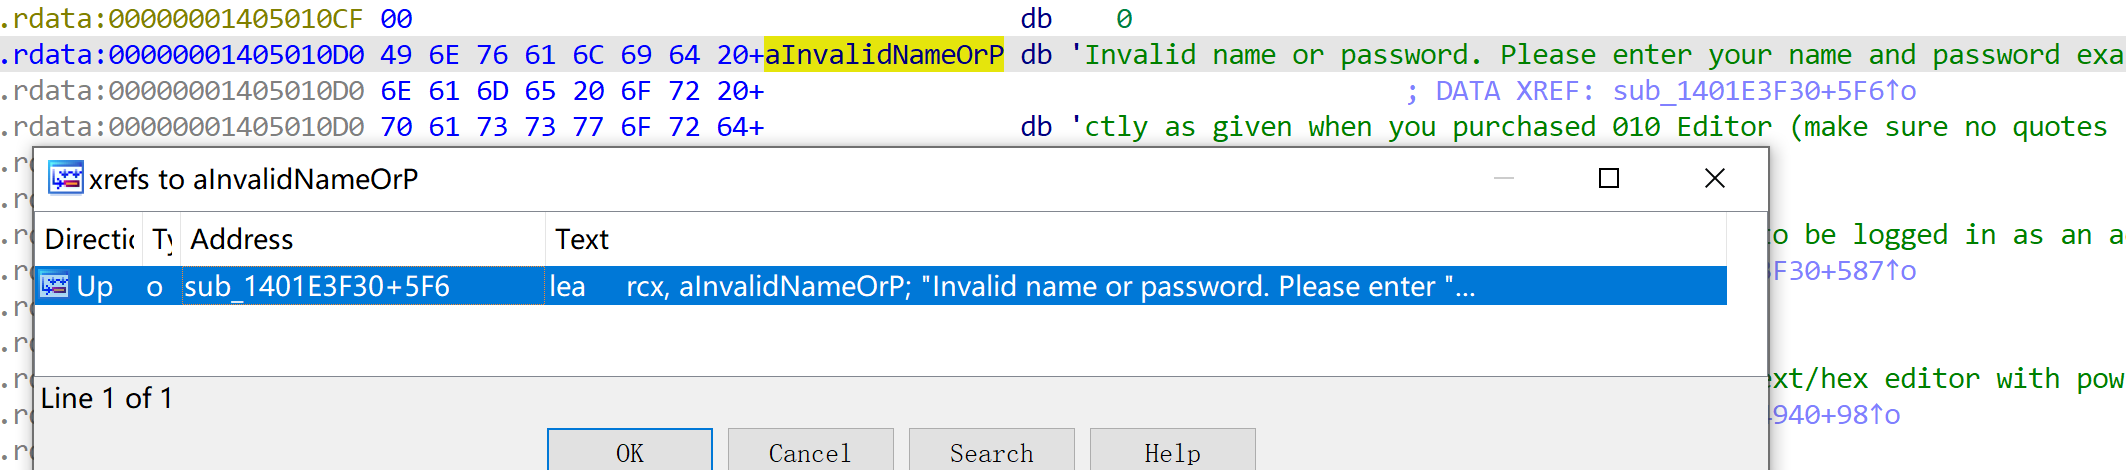 .rdata:00000001405010CF 00 db 0
.rdata:00000001405010D0 49 6E 76 61 6C 69 64 20+aInvalidNameOrP db 'Invalid name or password. Please enter your name and password exa
.rdata:00000001405010D0 6E 61 6D 65 20 6F 72 20+ ; DATA XREF: sub_1401E3F30+5F6↑o
.rdata:00000001405010D0 70 61 73 73 77 6F 72 64+ db 'ctly as given when you purchased 010 Editor (make sure no quotes
xrefs to aInvalidNameOrP
Directic Ty Address Text
to be logged in as an a
Up o sub_1401E3F30+5F6 lea rcx, aInvalidNameOrP; "Invalid name or password. Please enter "...
3F30+587↑o
Line 1 of 1
ext/hex editor with pow
4940+98↑o
OK Cancel Search Help